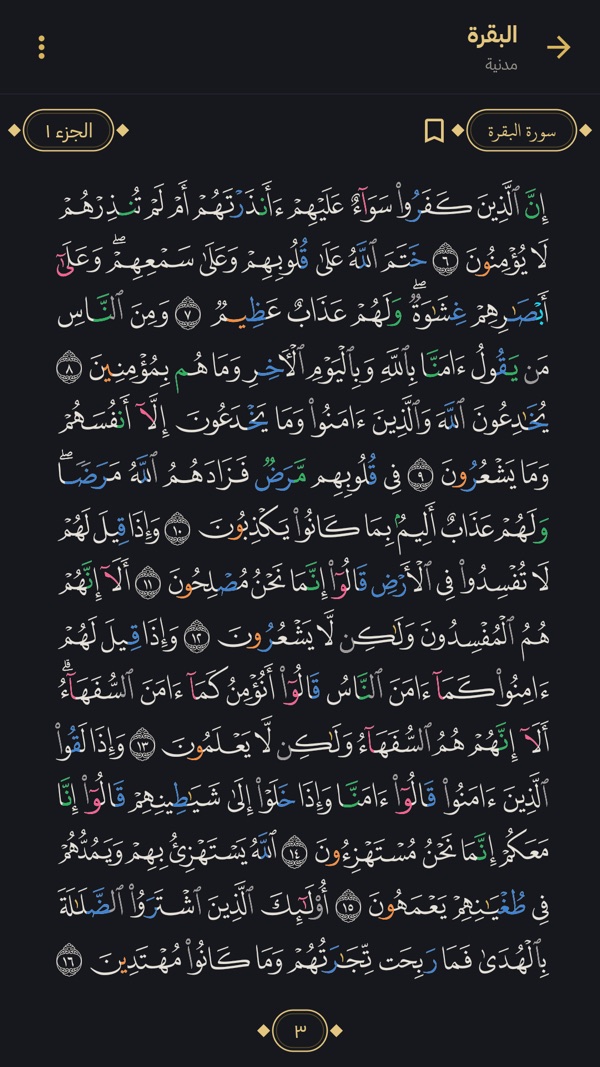 البقرة
مدنية
سورة البقرة
الجزء ١
إِنَّ ٱلَّذِينَ كَفَرُوا۟ سَوَآءٌ عَلَيْهِمْ ءَأَنذَرْتَهُمْ أَمْ لَمْ تُنذِرْهُمْ
لَا يُؤْمِنُونَ ٦ خَتَمَ ٱللَّهُ عَلَىٰ قُلُوبِهِمْ وَعَلَىٰ سَمْعِهِمْ ۖ وَعَلَىٰٓ
أَبْصَـٰرِهِمْ غِشَـٰوَةٌ ۖ وَلَهُمْ عَذَابٌ عَظِيمٌ ٧ وَمِنَ ٱلنَّاسِ
مَن يَقُولُ ءَامَنَّا بِٱللَّهِ وَبِٱلْيَوْمِ ٱلْـَٔاخِرِ وَمَا هُم بِمُؤْمِنِينَ ٨
يُخَـٰدِعُونَ ٱللَّهَ وَٱلَّذِينَ ءَامَنُوا۟ وَمَا يَخْدَعُونَ إِلَّآ أَنفُسَهُمْ
وَمَا يَشْعُرُونَ ٩ فِى قُلُوبِهِم مَّرَضٌ فَزَادَهُمُ ٱللَّهُ مَرَضًا ۖ
وَلَهُمْ عَذَابٌ أَلِيمٌۢ بِمَا كَانُوا۟ يَكْذِبُونَ ١٠ وَإِذَا قِيلَ لَهُمْ
لَا تُفْسِدُوا۟ فِى ٱلْأَرْضِ قَالُوٓا۟ إِنَّمَا نَحْنُ مُصْلِحُونَ ١١ أَلَآ إِنَّهُمْ
هُمُ ٱلْمُفْسِدُونَ وَلَـٰكِن لَّا يَشْعُرُونَ ١٢ وَإِذَا قِيلَ لَهُمْ
ءَامِنُوا۟ كَمَآ ءَامَنَ ٱلنَّاسُ قَالُوٓا۟ أَنُؤْمِنُ كَمَآ ءَامَنَ ٱلسُّفَهَآءُ ۗ
أَلَآ إِنَّهُمْ هُمُ ٱلسُّفَهَآءُ وَلَـٰكِن لَّا يَعْلَمُونَ ١٣ وَإِذَا لَقُوا۟
ٱلَّذِينَ ءَامَنُوا۟ قَالُوٓا۟ ءَامَنَّا وَإِذَا خَلَوْا۟ إِلَىٰ شَيَـٰطِينِهِمْ قَالُوٓا۟ إِنَّا
مَعَكُمْ إِنَّمَا نَحْنُ مُسْتَهْزِءُونَ ١٤ ٱللَّهُ يَسْتَهْزِئُ بِهِمْ وَيَمُدُّهُمْ
فِى طُغْيَـٰنِهِمْ يَعْمَهُونَ ١٥ أُو۟لَـٰٓئِكَ ٱلَّذِينَ ٱشْتَرَوُا۟ ٱلضَّلَـٰلَةَ
بِٱلْهُدَىٰ فَمَا رَبِحَت تِّجَـٰرَتُهُمْ وَمَا كَانُوا۟ مُهْتَدِينَ ١٦
٣